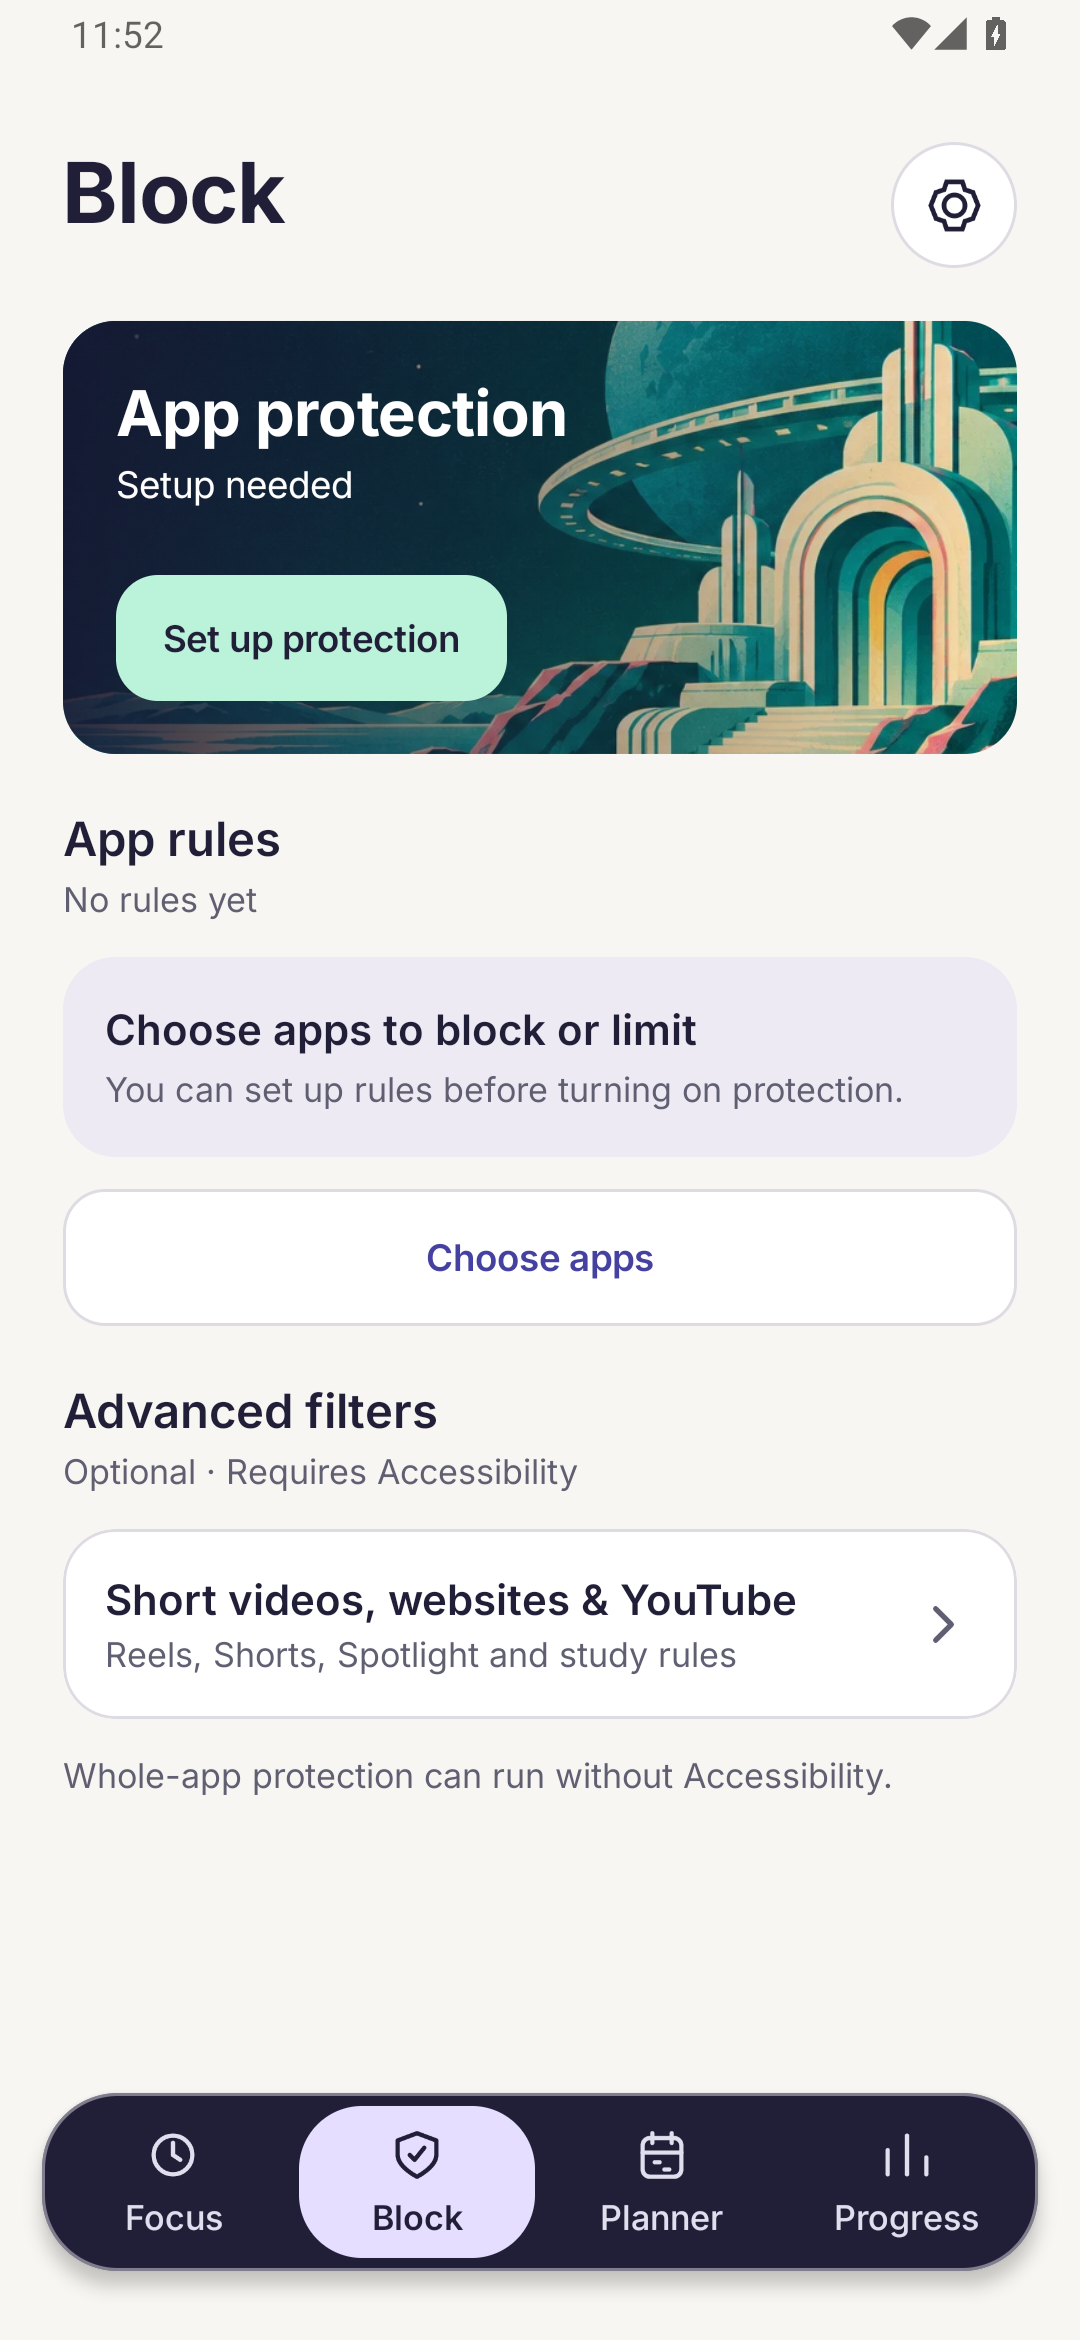 11:52
Block
App protection
Setup needed
Set up protection
App rules
No rules yet
Choose apps to block or limit
You can set up rules before turning on protection.
Choose apps
Advanced filters
Optional · Requires Accessibility
Short videos, websites & YouTube
Reels, Shorts, Spotlight and study rules
Whole-app protection can run without Accessibility.
Focus
Block
Planner
Progress